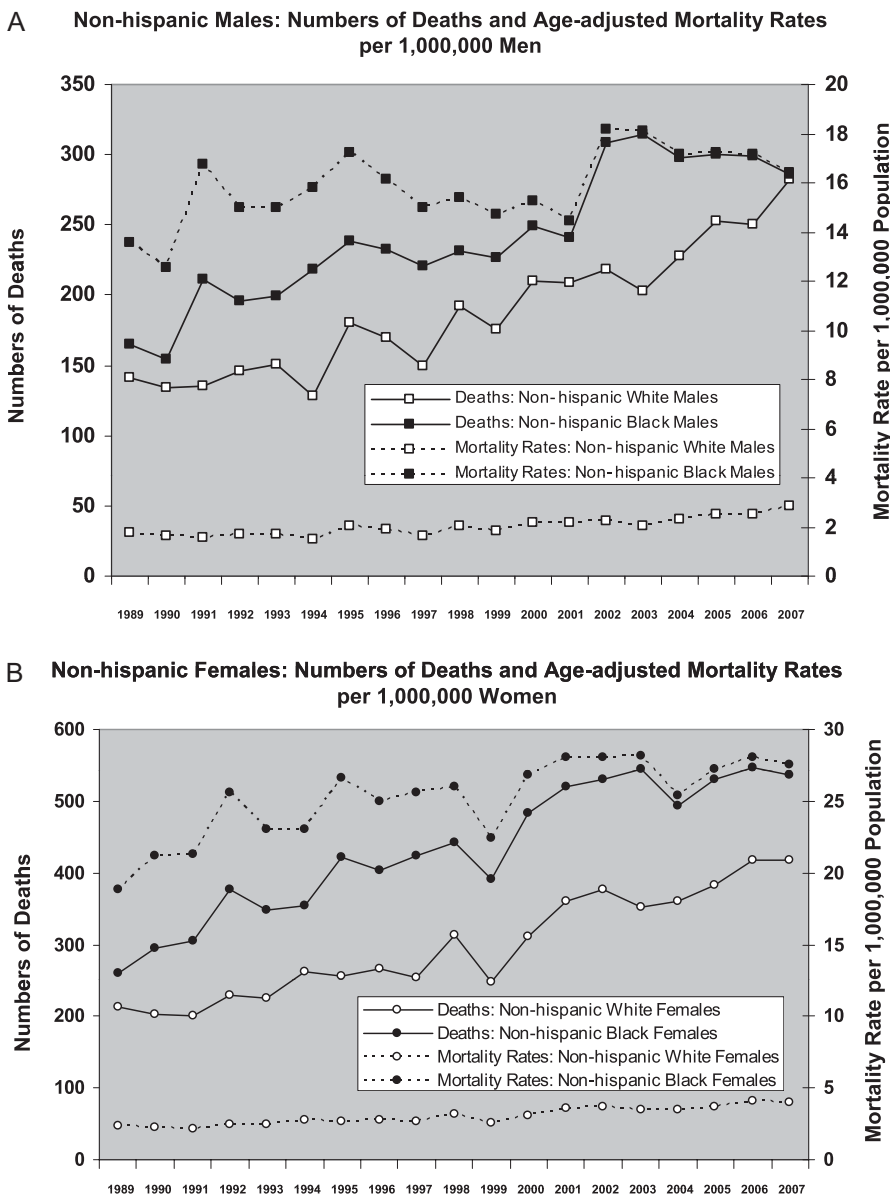 A
Non-hispanic Males: Numbers of Deaths and Age-adjusted Mortality Rates
per 1,000,000 Men
350
300
250
200
150
100
50
0
Numbers of Deaths
20
18
16
14
12
10
8
6
4
2
0
Mortality Rate per 1,000,000 Population
Deaths: Non-hispanic White Males
Deaths: Non-hispanic Black Males
Mortality Rates: Non-hispanic White Males
Mortality Rates: Non-hispanic Black Males
1989 1990 1991 1992 1993 1994 1995 1996 1997 1998 1999 2000 2001 2002 2003 2004 2005 2006 2007
B
Non-hispanic Females: Numbers of Deaths and Age-adjusted Mortality Rates
per 1,000,000 Women
600
500
400
300
200
100
0
Numbers of Deaths
30
25
20
15
10
5
0
Mortality Rate per 1,000,000 Population
Deaths: Non-hispanic White Females
Deaths: Non-hispanic Black Females
Mortality Rates: Non-hispanic White Females
Mortality Rates: Non-hispanic Black Females
1989 1990 1991 1992 1993 1994 1995 1996 1997 1998 1999 2000 2001 2002 2003 2004 2005 2006 2007